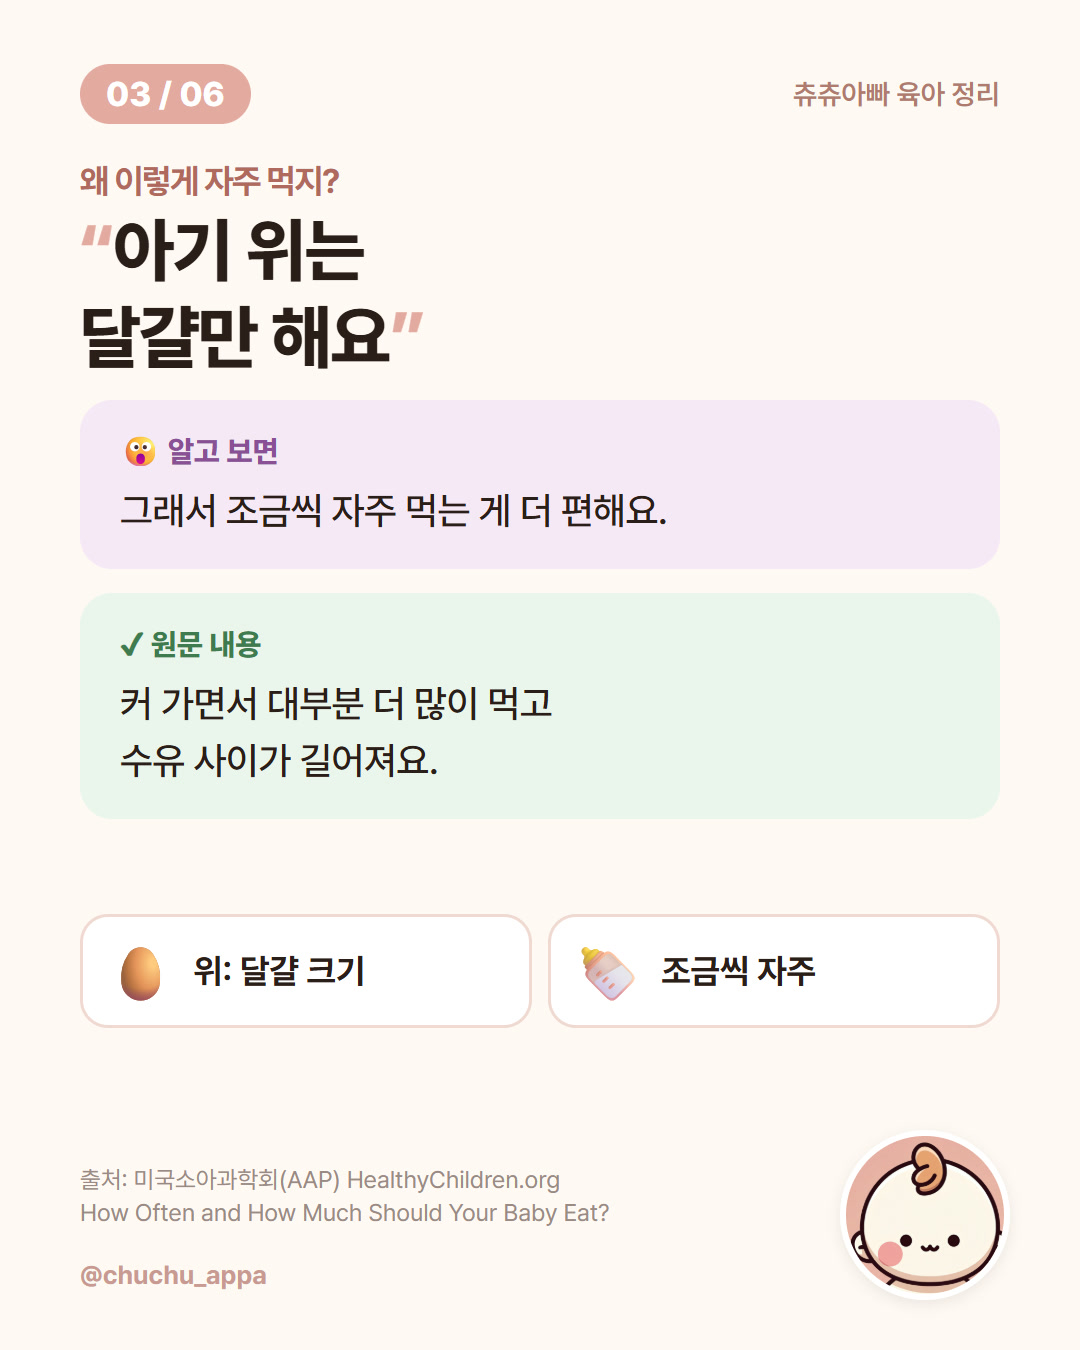 03 / 06
츄츄아빠 육아 정리
왜 이렇게 자주 먹지?
“아기 위는
달걀만 해요”
알고 보면
그래서 조금씩 자주 먹는 게 더 편해요.
✓ 원문 내용
커 가면서 대부분 더 많이 먹고
수유 사이가 길어져요.
위: 달걀 크기
조금씩 자주
출처: 미국소아과학회(AAP) HealthyChildren.org
How Often and How Much Should Your Baby Eat?
@chuchu_appa